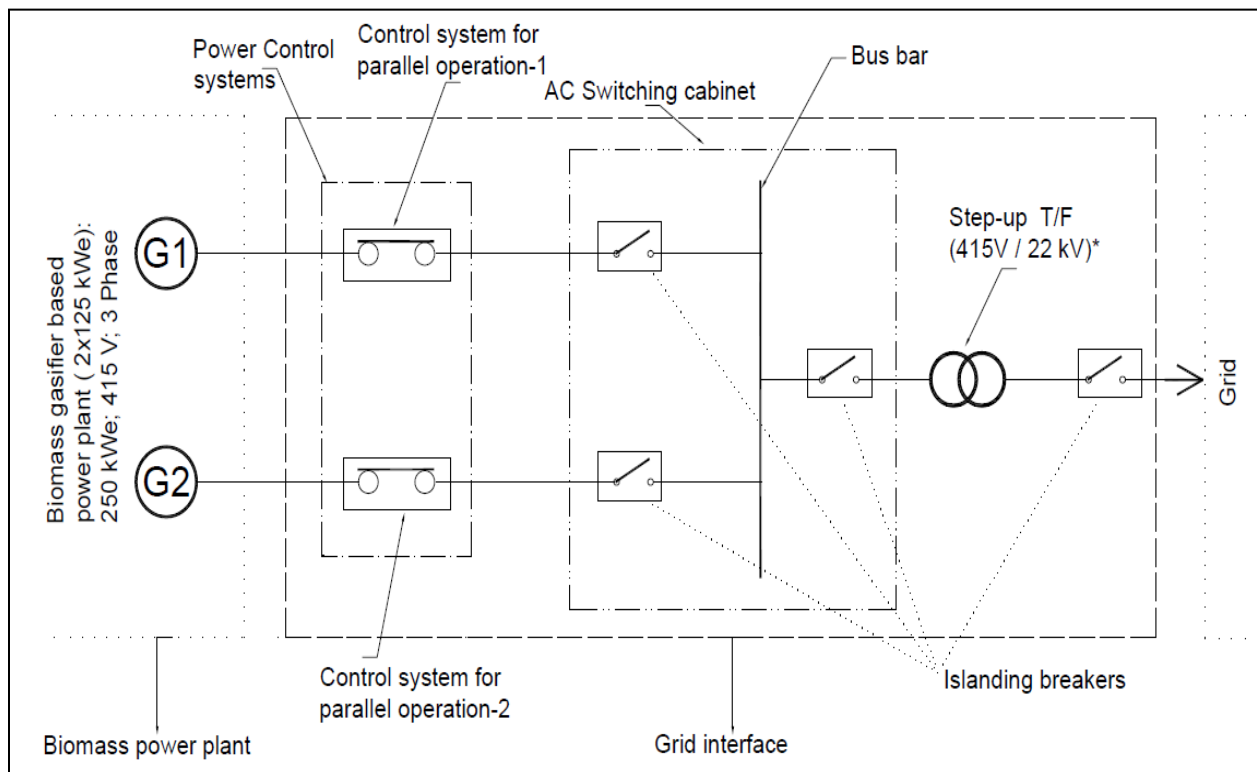 Power Control
systems
Control system for
parallel operation-1
AC Switching cabinet
Bus bar
Biomass gasifier based
power plant ( 2x125 kWe):
250 kWe; 415 V; 3 Phase
G1
Step-up T/F
(415V / 22 kV)*
Grid
G2
Control system for
parallel operation-2
Islanding breakers
Biomass power plant
Grid interface